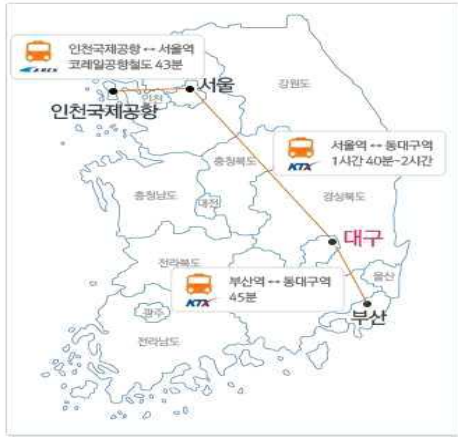 인천국제공항 ↔ 서울역
코레일공항철도 43분
AREX
서울
강원도
인천
인천국제공항
서울역 ↔ 동대구역
1시간 40분~2시간
KTX
충청북도
충청남도
경상북도
대전
대구
전라북도
울산
부산역 ↔ 동대구역
45분
KTX
부산
광주
전라남도